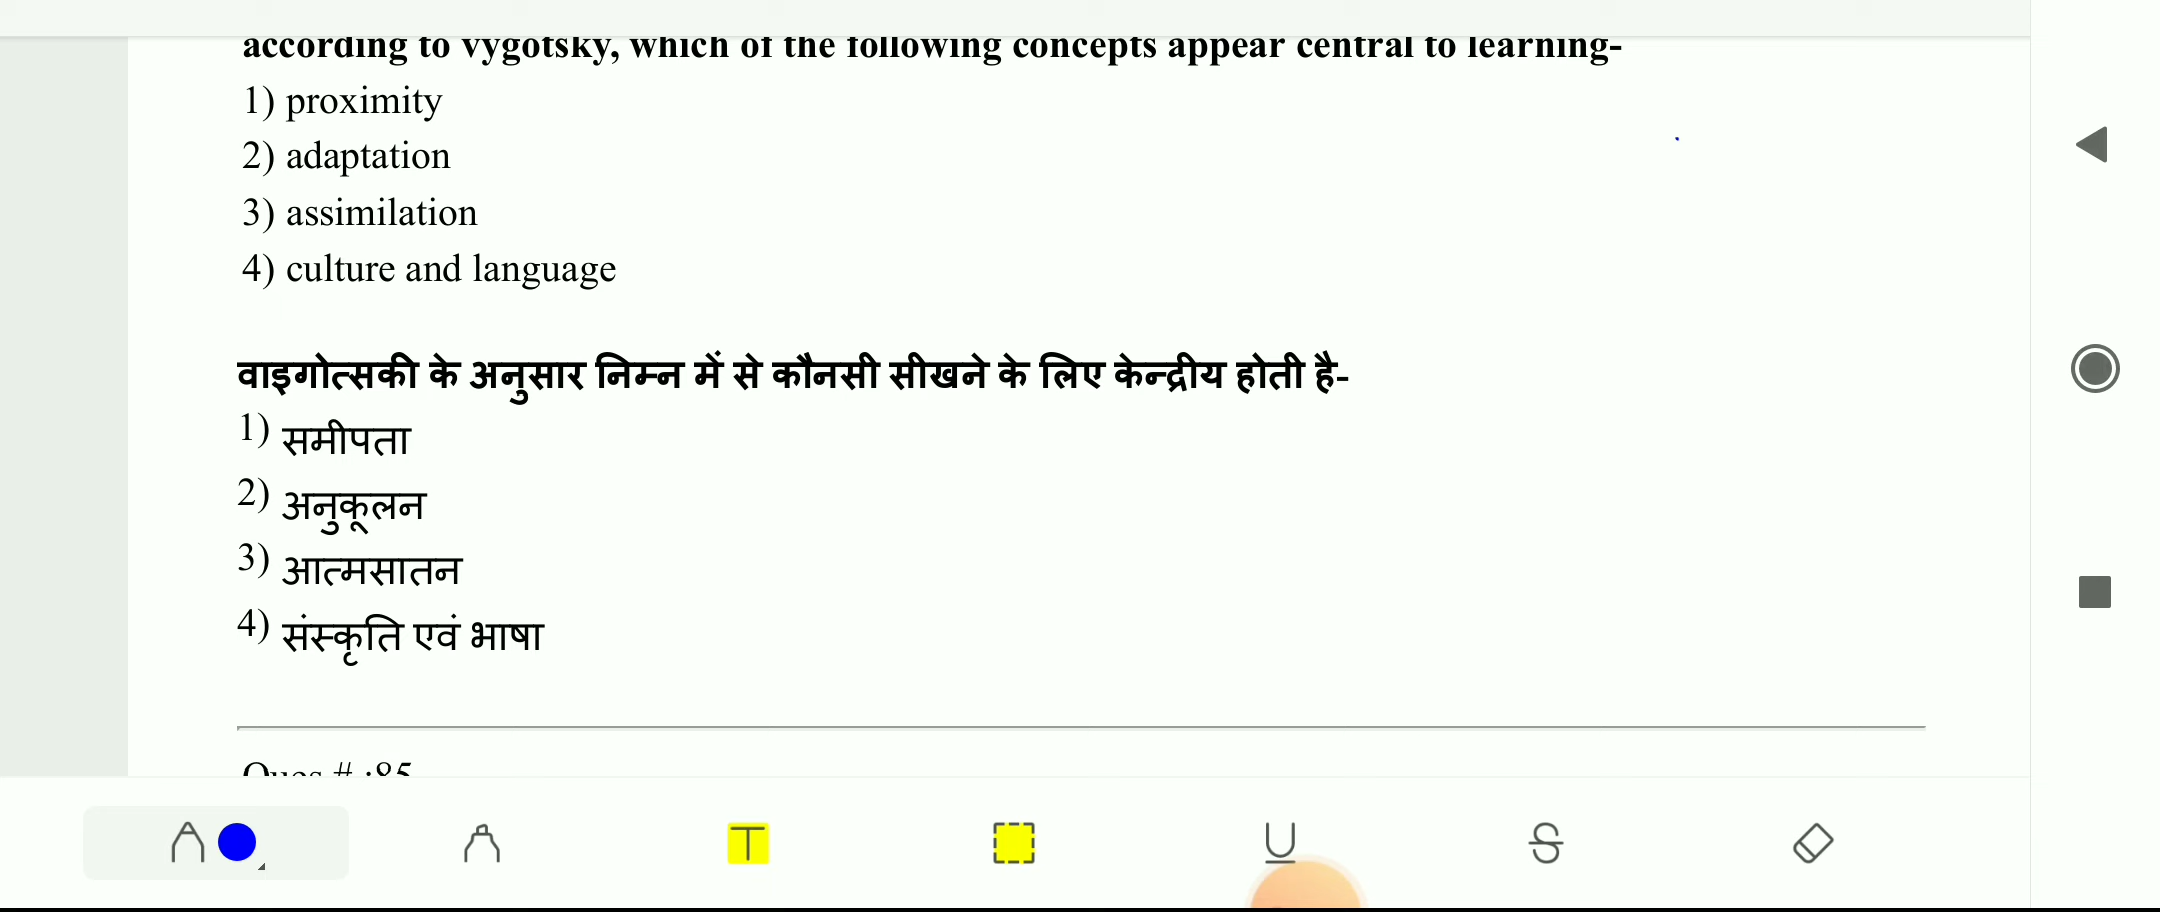 according to vygotsky, which of the following concepts appear central to learning-
1) proximity
2) adaptation
3) assimilation
4) culture and language
वाइगोत्सकी के अनुसार निम्न में से कौनसी सीखने के लिए केन्द्रीय होती है-
1) समीपता
2) अनुकूलन
3) आत्मसातन
4) संस्कृति एवं भाषा
Ques # :85
T
U
S